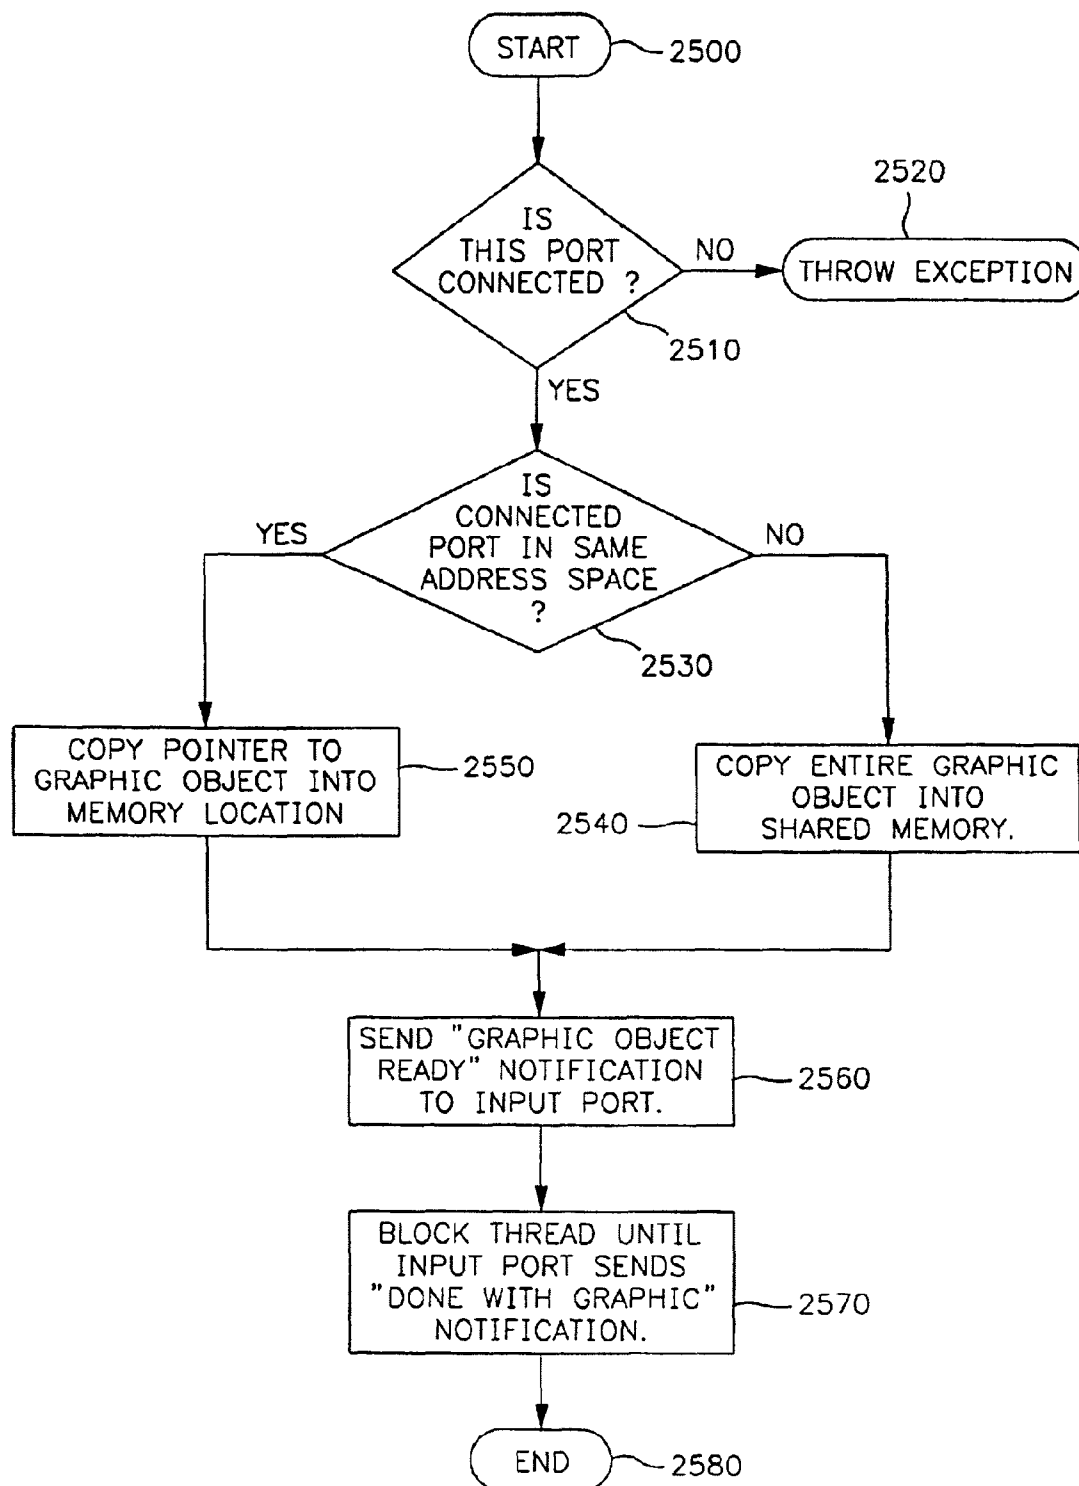 START
2500
2520
IS
THIS PORT
CONNECTED ?
NO
THROW EXCEPTION
2510
YES
IS
CONNECTED
PORT IN SAME
ADDRESS SPACE
?
YES
NO
2530
COPY POINTER TO
GRAPHIC OBJECT INTO
MEMORY LOCATION
2550
COPY ENTIRE GRAPHIC
OBJECT INTO
SHARED MEMORY.
2540
SEND "GRAPHIC OBJECT
READY" NOTIFICATION
TO INPUT PORT.
2560
BLOCK THREAD UNTIL
INPUT PORT SENDS
"DONE WITH GRAPHIC"
NOTIFICATION.
2570
END
2580